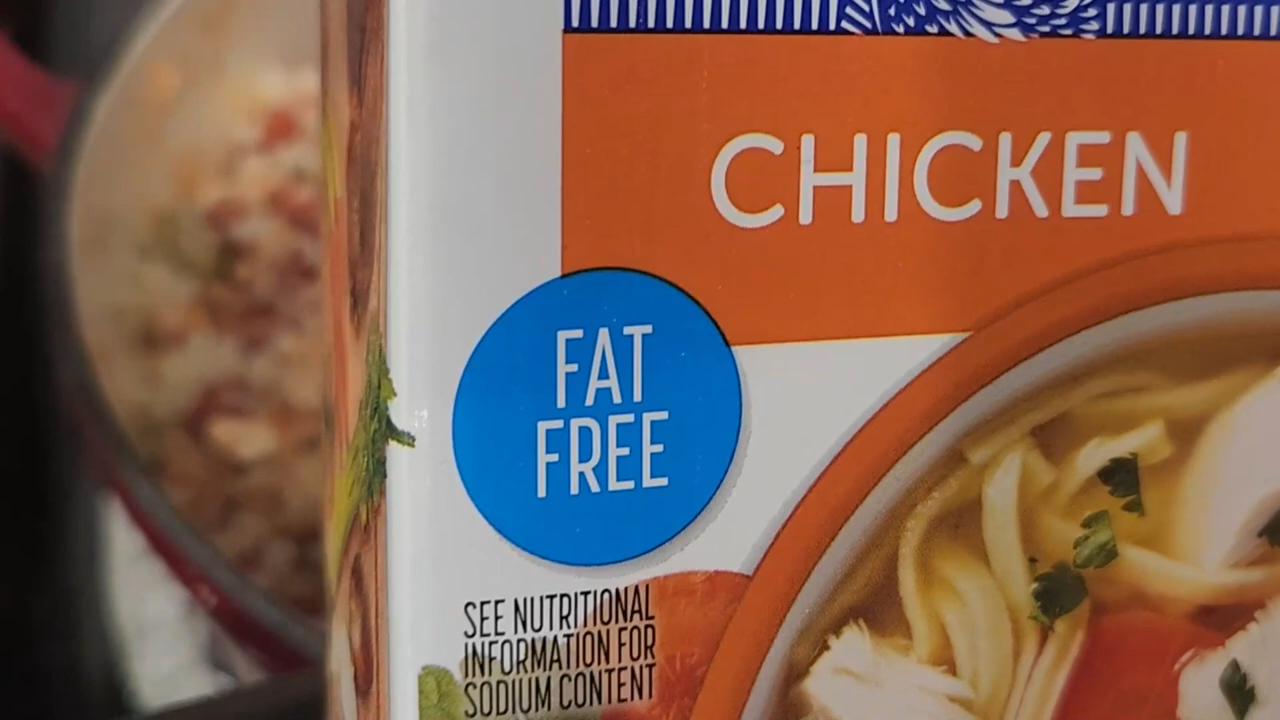 CHICKEN
FAT
FREE
SEE NUTRITIONAL
INFORMATION FOR
SODIUM CONTENT